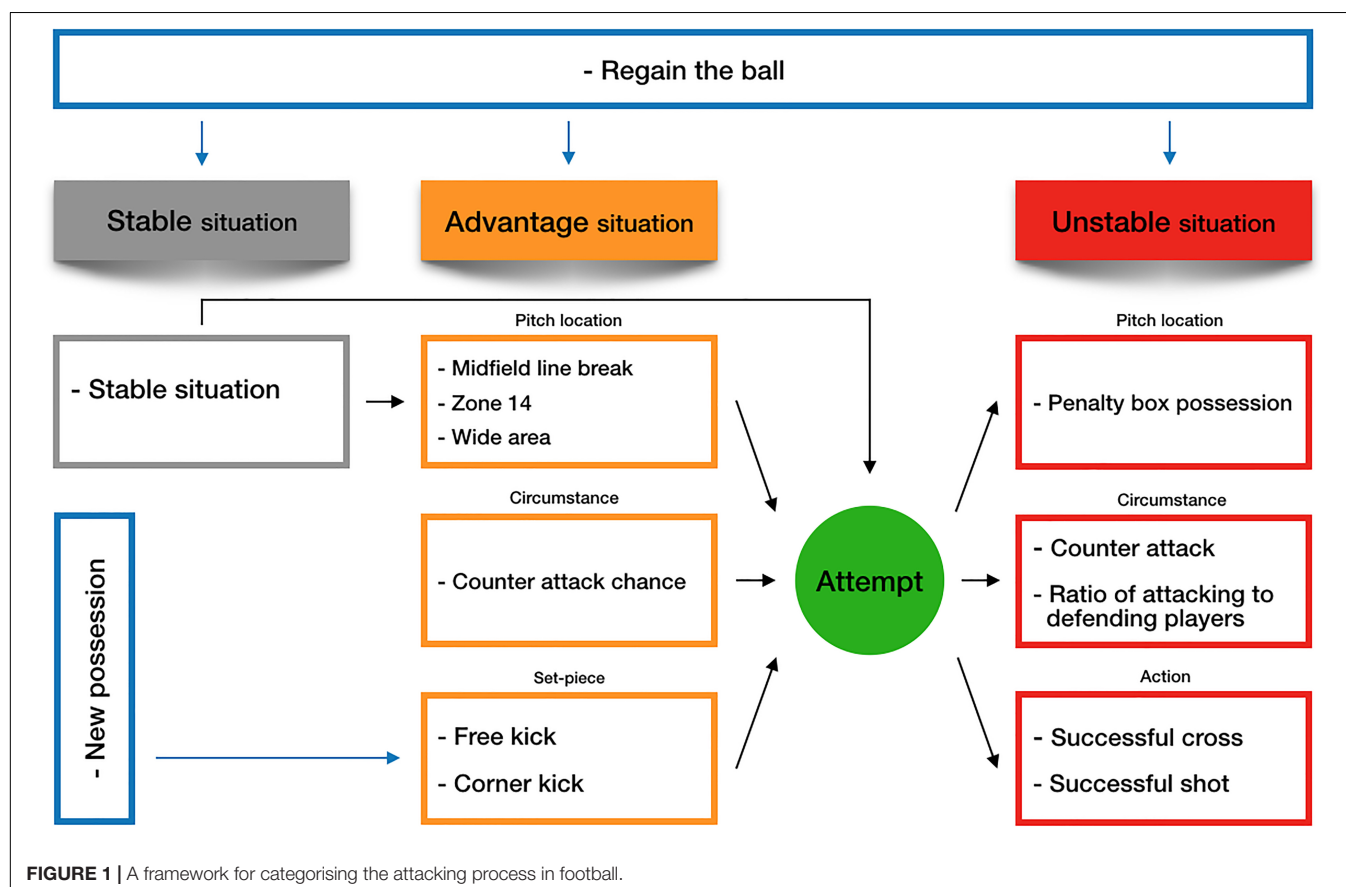 - Regain the ball
Stable situation
Advantage situation
Unstable situation
- Stable situation
Pitch location
- Midfield line break
- Zone 14
- Wide area
Pitch location
- Penalty box possession
- New possession
Circumstance
- Counter attack chance
Attempt
Circumstance
- Counter attack
- Ratio of attacking to
defending players
Set-piece
- Free kick
- Corner kick
Action
- Successful cross
- Successful shot
FIGURE 1 | A framework for categorising the attacking process in football.